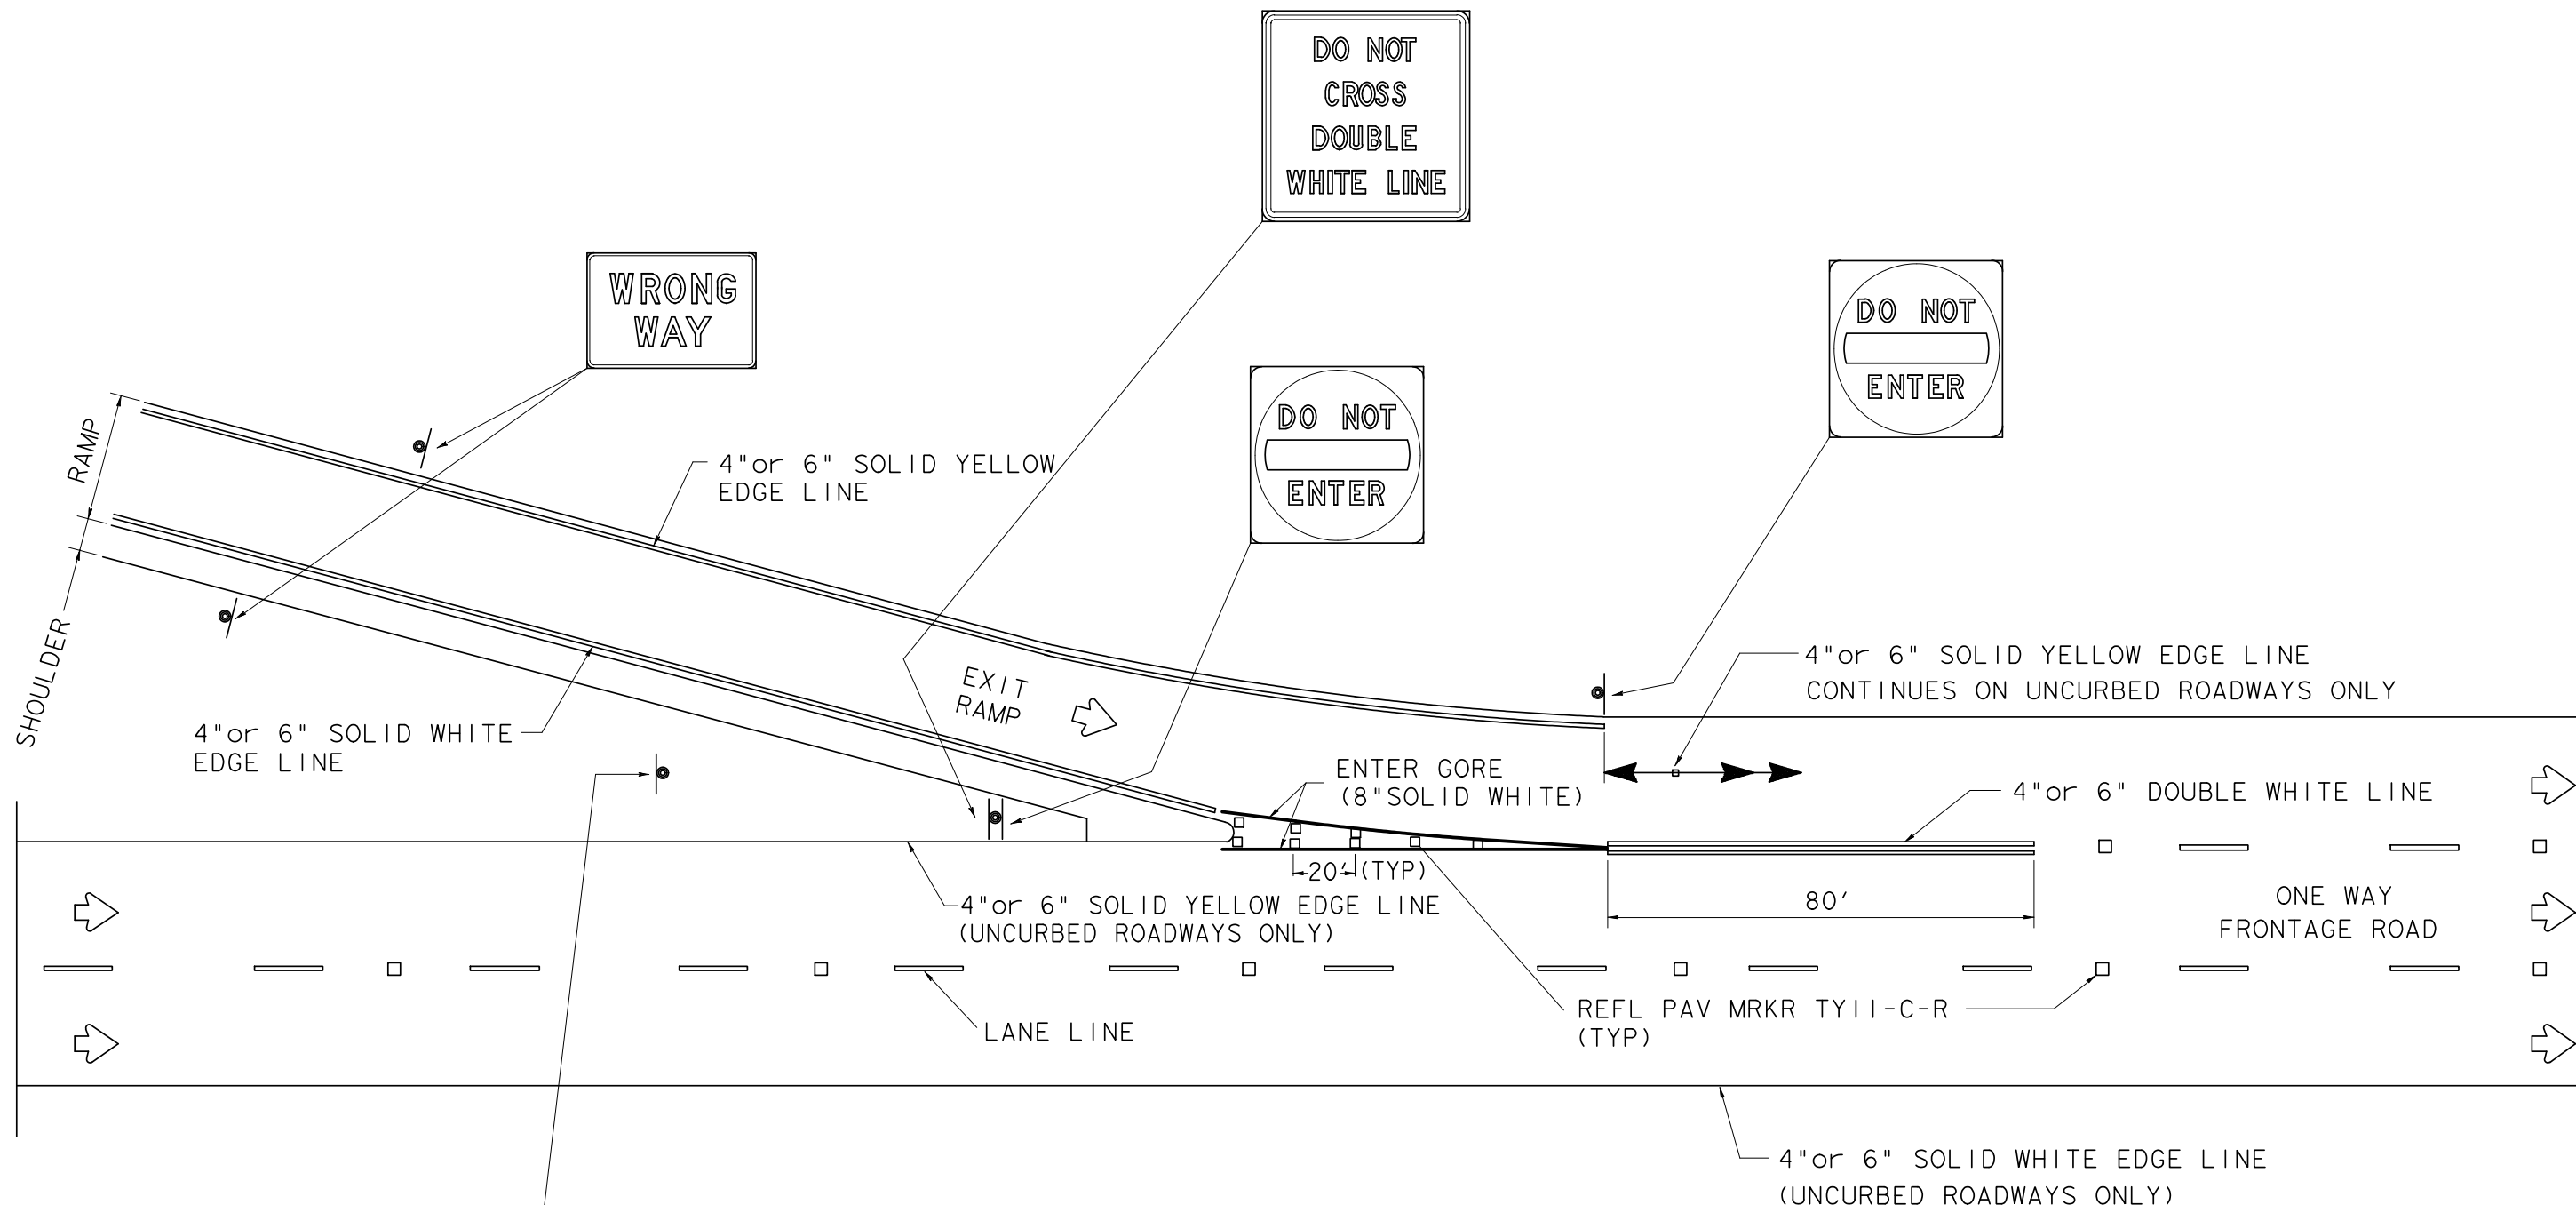 DO NOT
CROSS
DOUBLE
WHITE LINE
WRONG
WAY
DO NOT
ENTER
DO NOT
ENTER
RAMP
4"or 6" SOLID YELLOW
EDGE LINE
SHOULDER
4"or 6" SOLID WHITE
EDGE LINE
EXIT
RAMP
4"or 6" SOLID YELLOW EDGE LINE
CONTINUES ON UNCURBED ROADWAYS ONLY
ENTER GORE
(8"SOLID WHITE)
4"or 6" DOUBLE WHITE LINE
20' (TYP)
80'
4"or 6" SOLID YELLOW EDGE LINE
(UNCURBED ROADWAYS ONLY)
ONE WAY
FRONTAGE ROAD
LANE LINE
REFL PAV MRKR TYII-C-R
(TYP)
4"or 6" SOLID WHITE EDGE LINE
(UNCURBED ROADWAYS ONLY)